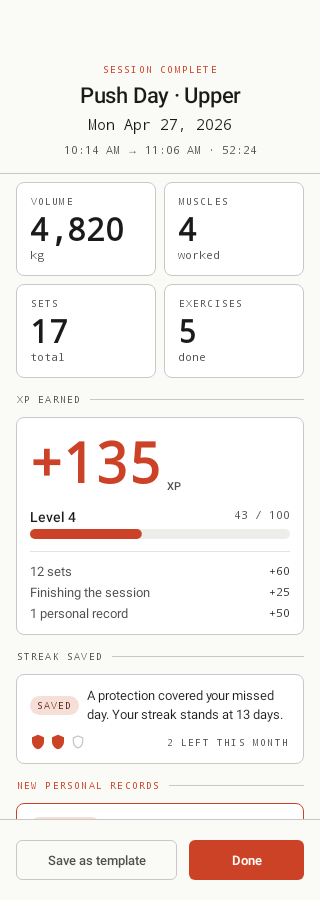 SESSION COMPLETE
Push Day · Upper
Mon Apr 27, 2026
10:14 AM → 11:06 AM · 52:24
VOLUME
4,820
kg
MUSCLES
4
worked
SETS
17
total
EXERCISES
5
done
XP EARNED
+135 XP
Level 4 43 / 100
12 sets +60
Finishing the session +25
1 personal record +50
STREAK SAVED
SAVED
A protection covered your missed
day. Your streak stands at 13 days.
2 LEFT THIS MONTH
NEW PERSONAL RECORDS
Save as template Done